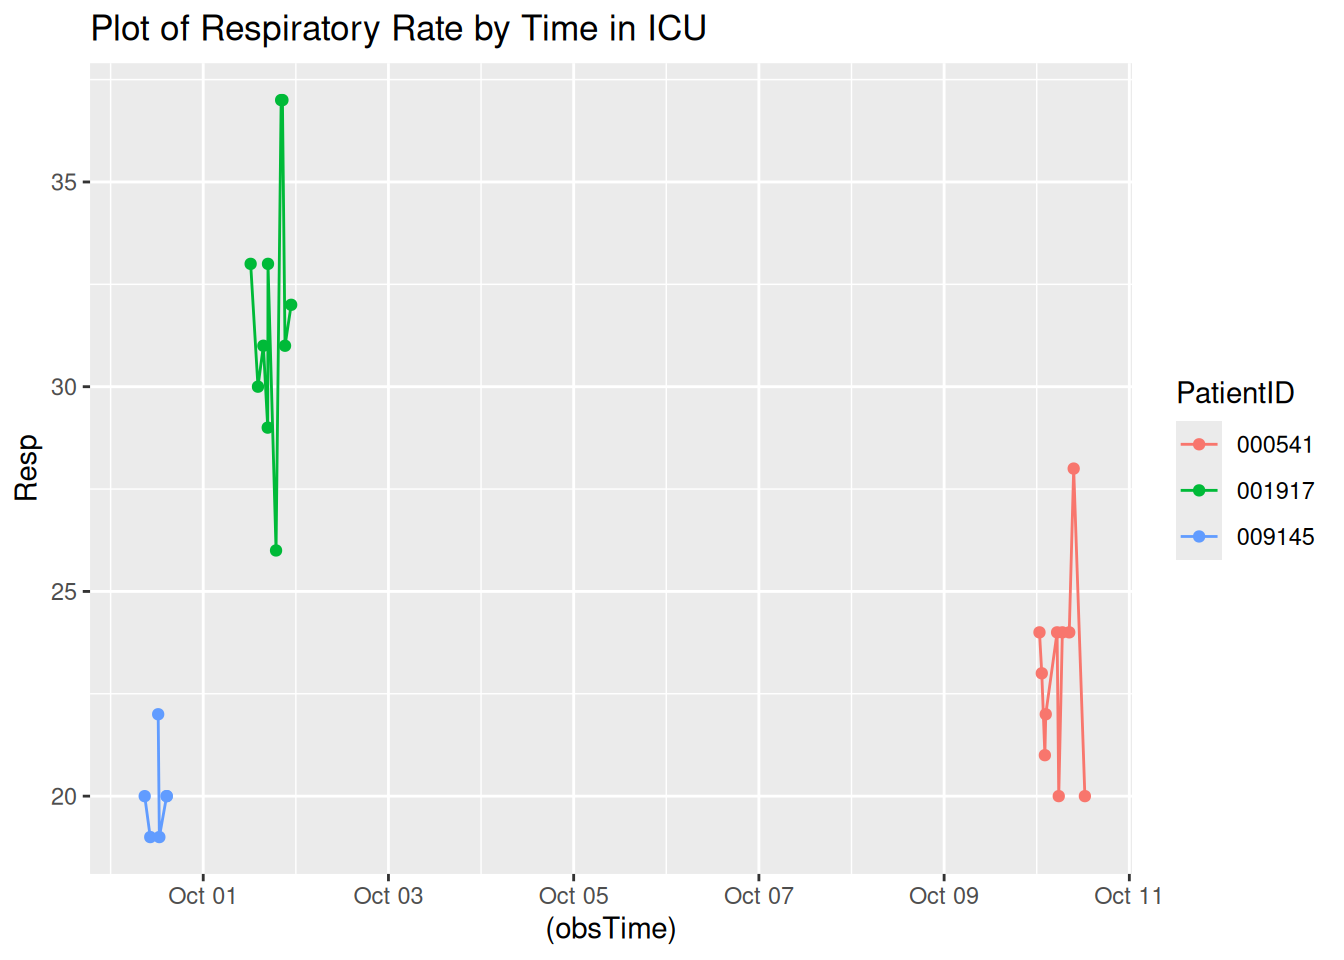 Plot of Respiratory Rate by Time in ICU
35
30
25
20
Resp
Oct 01 Oct 03 Oct 05 Oct 07 Oct 09 Oct 11
(obsTime)
PatientID
000541
001917
009145